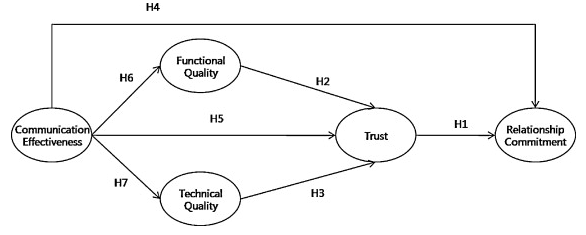 H4
Functional
Quality
H6
H2
H5
Communication
Effectiveness
Trust
H1
Relationship
Commitment
H7
H3
Technical
Quality